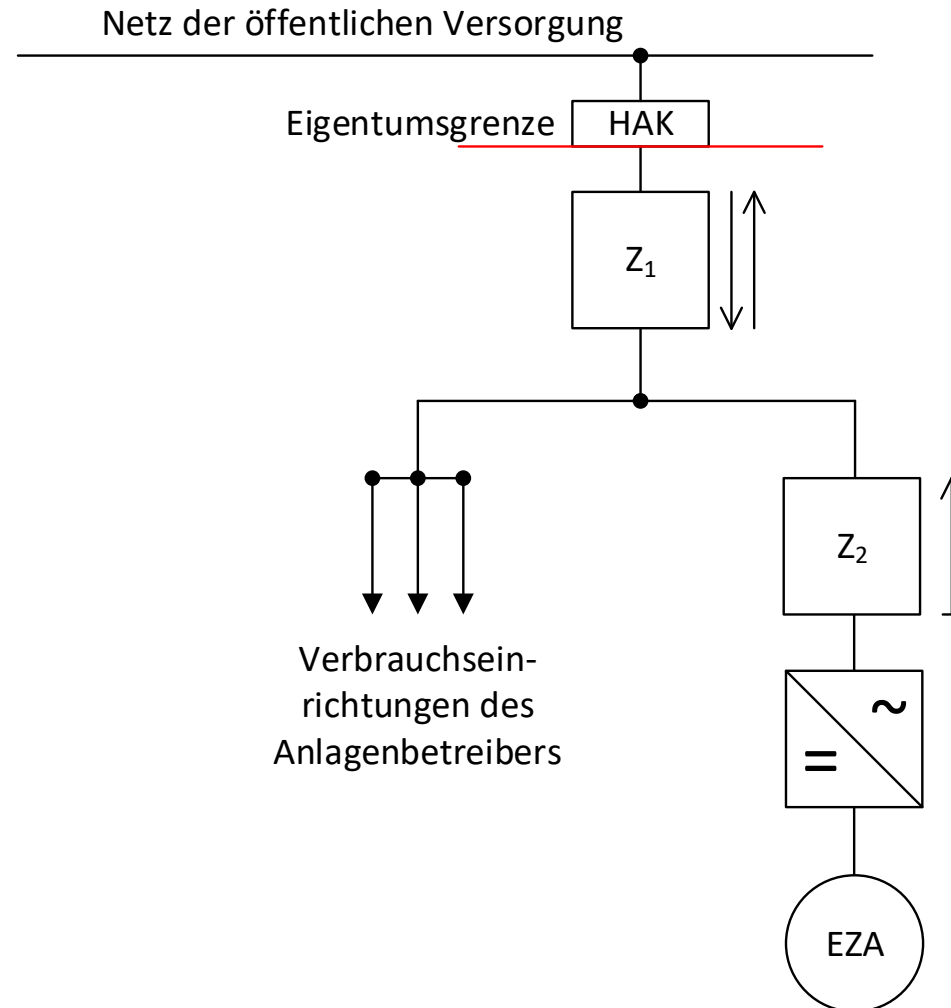 Netz der öffentlichen Versorgung
Eigentumsgrenze HAK
Z₁
Z₂
Verbrauchsein-
richtungen des
Anlagenbetreibers
~
=
EZA